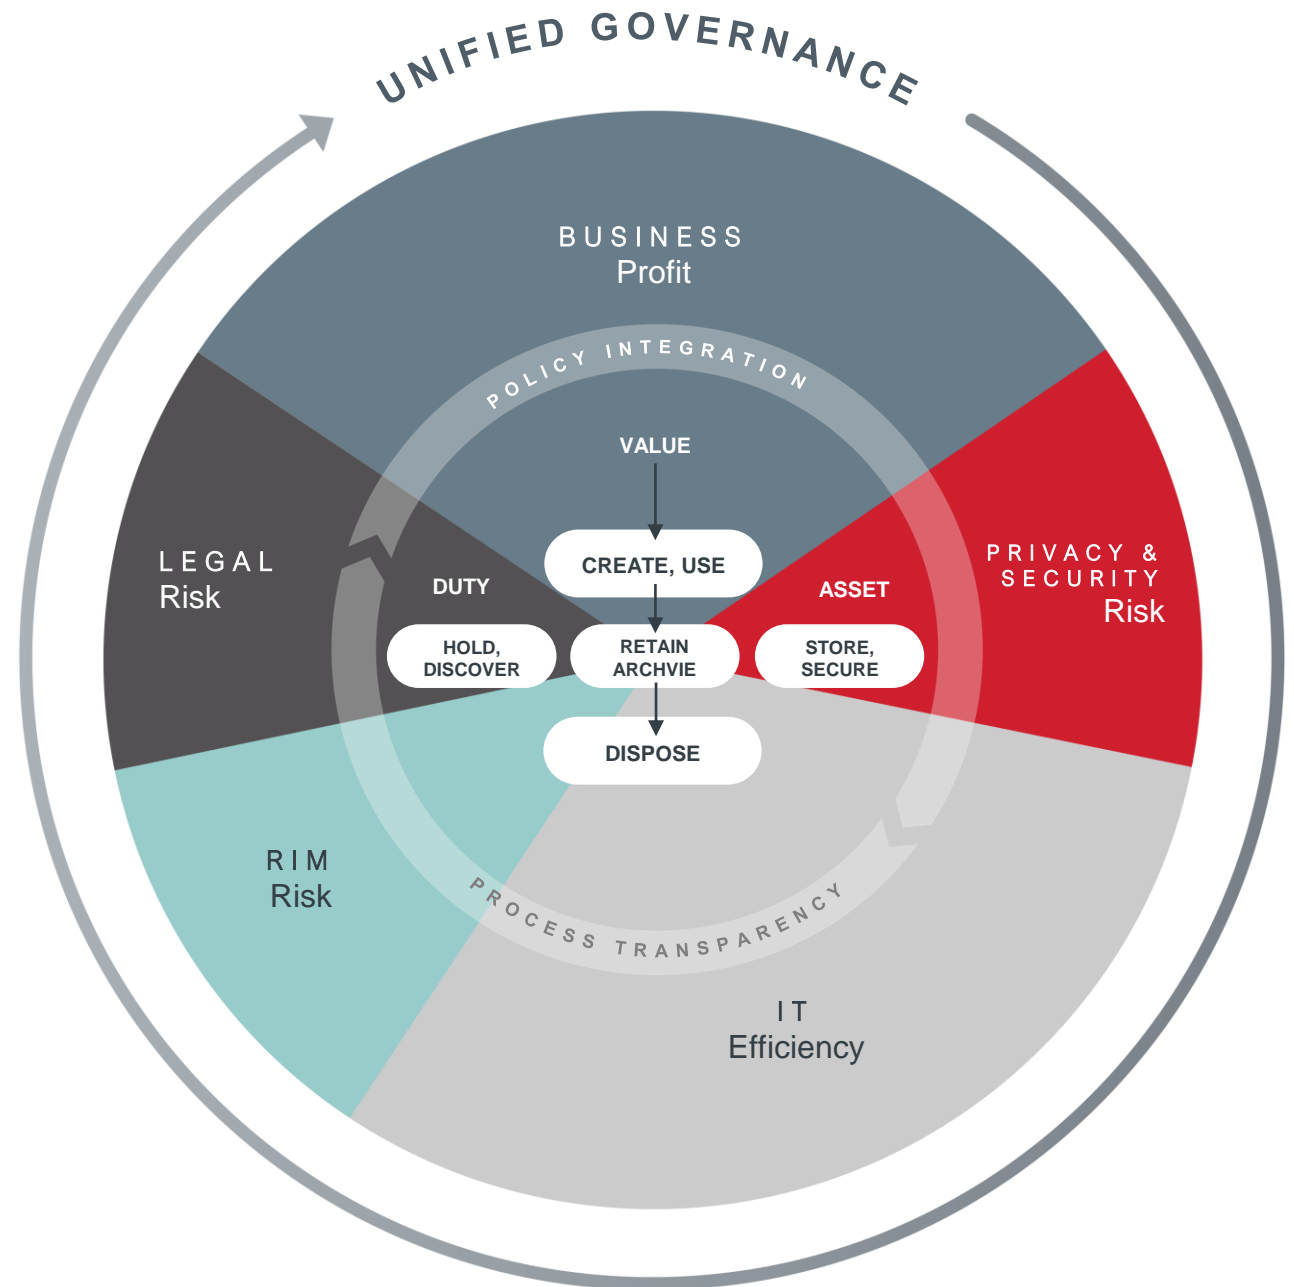 UNIFIED GOVERNANCE
BUSINESS
Profit
POLICY INTEGRATION
VALUE
CREATE, USE
LEGAL
Risk
DUTY
HOLD,
DISCOVER
RETAIN
ARCHVIE
ASSET
STORE,
SECURE
PRIVACY &
SECURITY
Risk
DISPOSE
RIM
Risk
PROCESS TRANSPARENCY
IT
Efficiency